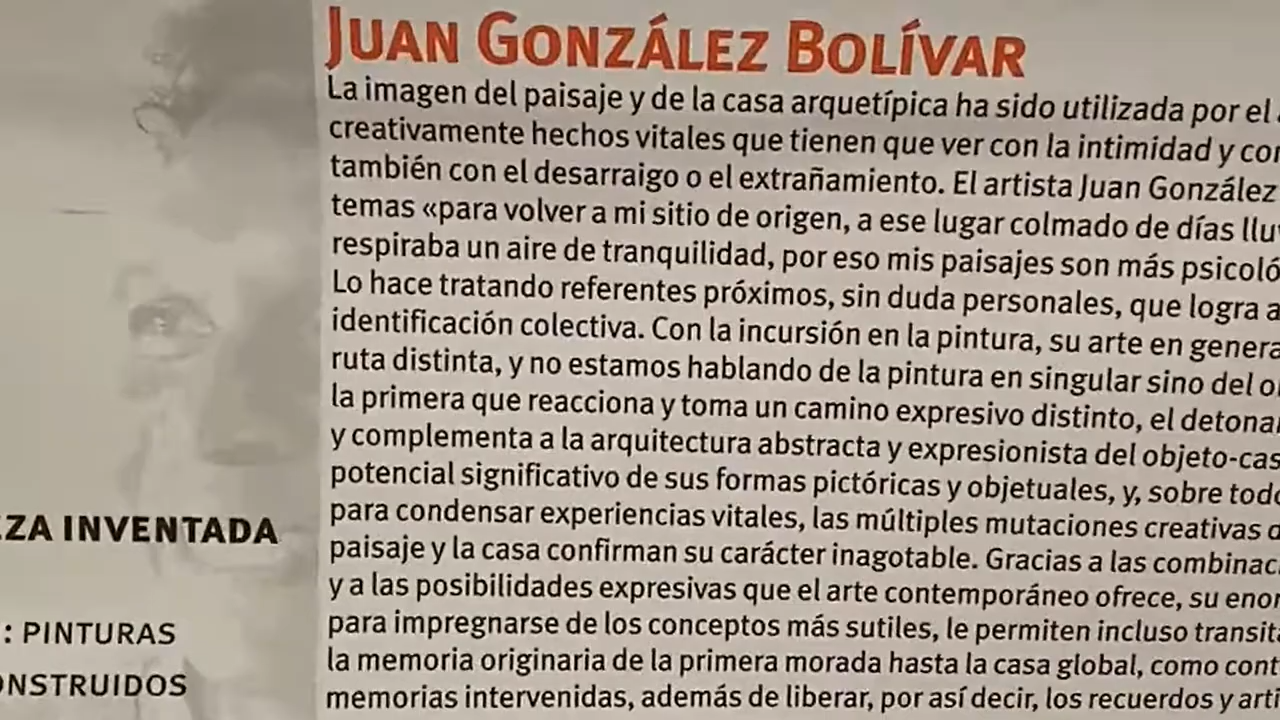 JUAN GONZÁLEZ BOLÍVAR
La imagen del paisaje y de la casa arquetípica ha sido utilizada por el
creativamente hechos vitales que tienen que ver con la intimidad y
también con el desarraigo o el extrañamiento. El artista Juan González
temas «para volver a mi sitio de origen, a ese lugar colmado de días
respiraba un aire de tranquilidad, por eso mis paisajes son más
Lo hace tratando referentes próximos, sin duda personales, que logra
identificación colectiva. Con la incursión en la pintura, su arte en
ruta distinta, y no estamos hablando de la pintura en singular sino del
la primera que reacciona y toma un camino expresivo distinto, el
y complementa a la arquitectura abstracta y expresionista del
potencial significativo de sus formas pictóricas y objetuales, y, sobre
para condensar experiencias vitales, las múltiples mutaciones creativas
paisaje y la casa confirman su carácter inagotable. Gracias a las
y a las posibilidades expresivas que el arte contemporáneo ofrece, su
para impregnarse de los conceptos más sutiles, le permiten incluso
la memoria originaria de la primera morada hasta la casa global, como
memorias intervenidas, además de liberar, por así decir, los recuerdos y
INVENTADA
: PINTURAS